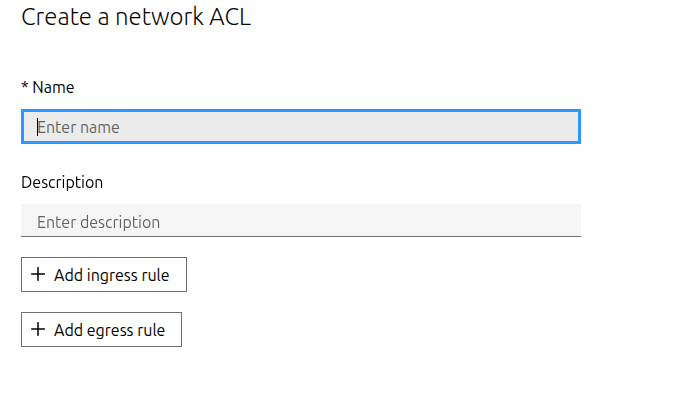 Create a network ACL
* Name
Enter name
Description
Enter description
+ Add ingress rule
+ Add egress rule